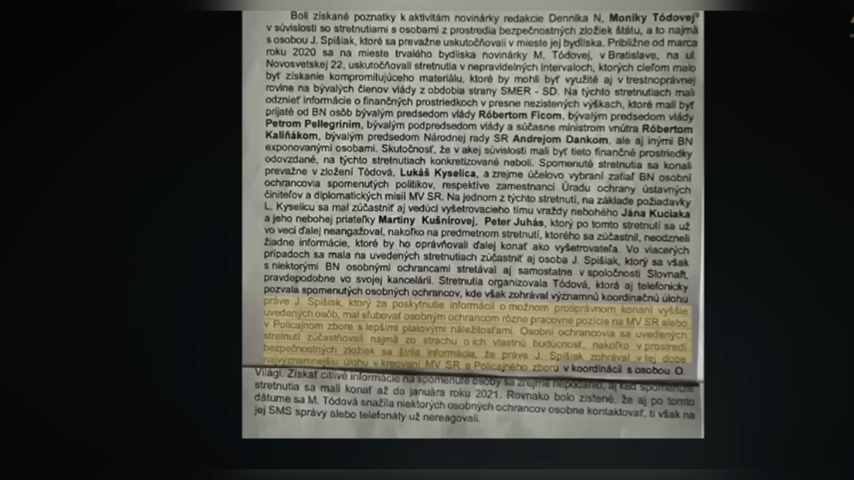 Boli získané poznatky k aktivitám novinárky redakcie Denníka N, Moniky Tódovej
v súvislosti so stretnutiami s osobami z prostredia bezpečnostných zložiek štátu, a to najmä
s osobou J. Spišiak, ktoré sa prevažne uskutočňovali v mieste jej bydliska. Približne od marca
roku 2020 sa na mieste trvalého bydliska novinárky M. Tódovej, v Bratislave, na ul.
Novosvetskej 22, uskutočňovali stretnutia v nepravidelných intervaloch, ktorých cieľom malo
byť získanie kompromitujúceho materiálu, ktoré by mohli byť využité aj v trestnoprávnej
rovine na bývalých členov vlády z obdobia strany SMER - SD. Na týchto stretnutiach mali
odznieť informácie o finančných prostriedkoch v presne nezistených výškach, ktoré mali byť
prijaté od BN osôb bývalým predsedom vlády Róbertom Ficom, bývalým predsedom vlády
Petrom Pellegrinim, bývalým podpredsedom vlády a súčasne ministrom vnútra Róbertom
Kaliňákom, bývalým predsedom Národnej rady SR Andrejom Dankom, ale aj inými BN
exponovanými osobami. Skutočnosť, že v akej súvislosti mali byť tieto finančné prostriedky
odovzdané, na týchto stretnutiach konkretizované neboli. Spomenuté stretnutia sa konali
prevažne v zložení Tódová, Lukáš Kyselica, a zrejme účelovo vybraní zatiaľ BN osobní
ochrancovia spomenutých politikov, respektíve zamestnanci Úradu ochrany ústavných
činiteľov a diplomatických misií MV SR. Na jednom z týchto stretnutí, na základe požiadavky
L. Kyselicu sa mal zúčastniť aj vedúci vyšetrovacieho tímu vraždy nebohého Jána Kuciaka
a jeho nebohej priateľky Martiny Kušnírovej, Peter Juhás, ktorý po tomto stretnutí sa už
vo veci ďalej neangažoval, nakoľko na predmetnom stretnutí, ktorého sa zúčastnil, neodzneli
žiadne informácie, ktoré by ho oprávňovali ďalej konať ako vyšetrovateľa. Vo viacerých
prípadoch sa mala na uvedených stretnutiach zúčastniť aj osoba J. Spišiak, ktorý sa však
s niektorými BN osobnými ochrancami stretával aj samostatne v spoločnosti Slovnaft,
pravdepodobne vo svojej kancelárii. Stretnutia organizovala Tódová, ktorá aj telefonicky
pozvala spomenutých osobných ochrancov, kde však zohrával významnú koordinačnú úlohu
práve J. Spišiak, ktorý za poskytnutie informácií o možnom protiprávnom konaní vyššie
uvedených osôb, mal sľubovať osobným ochrancom rôzne pracovné pozície na MV SR alebo
v Policajnom zbore s lepšími platovými náležitosťami. Osobní ochrancovia sa uvedených
stretnutí zúčastňovali najmä zo strachu o ich vlastnú budúcnosť, nakoľko v prostredí
bezpečnostných zložiek sa šírila informácia, že práve J. Spišiak zohrával v tej dobe
najvýznamnejšiu úlohu v kreovaní MV SR a Policajného zboru v koordinácii s osobou O.
Világi. Získať citlivé informácie na spomenuté osoby sa zrejme nepodarilo, aj keď spomenuté
stretnutia sa mali konať až do januára roku 2021. Rovnako bolo zistené, že aj po tomto
dátume sa M. Tódová snažila niektorých osobných ochrancov osobne kontaktovať, tí však na
jej SMS správy alebo telefonáty už nereagovali.